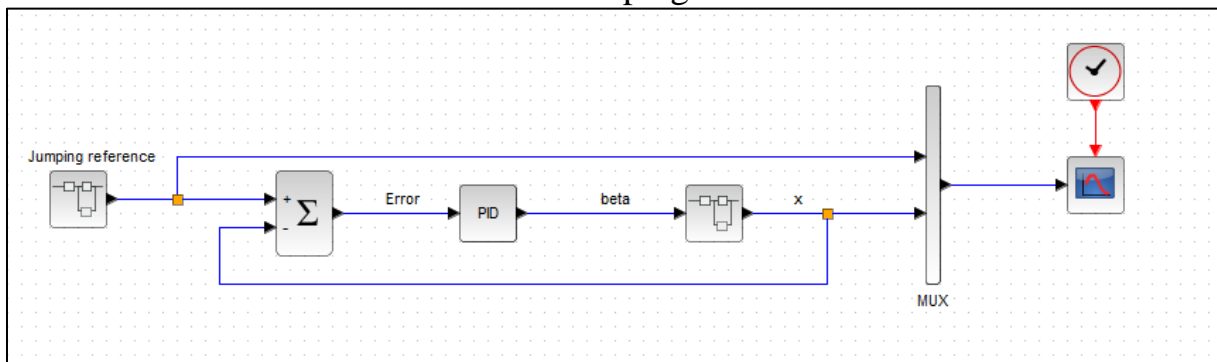 Jumping reference
+
-
Σ
Error
PID
beta
x
MUX